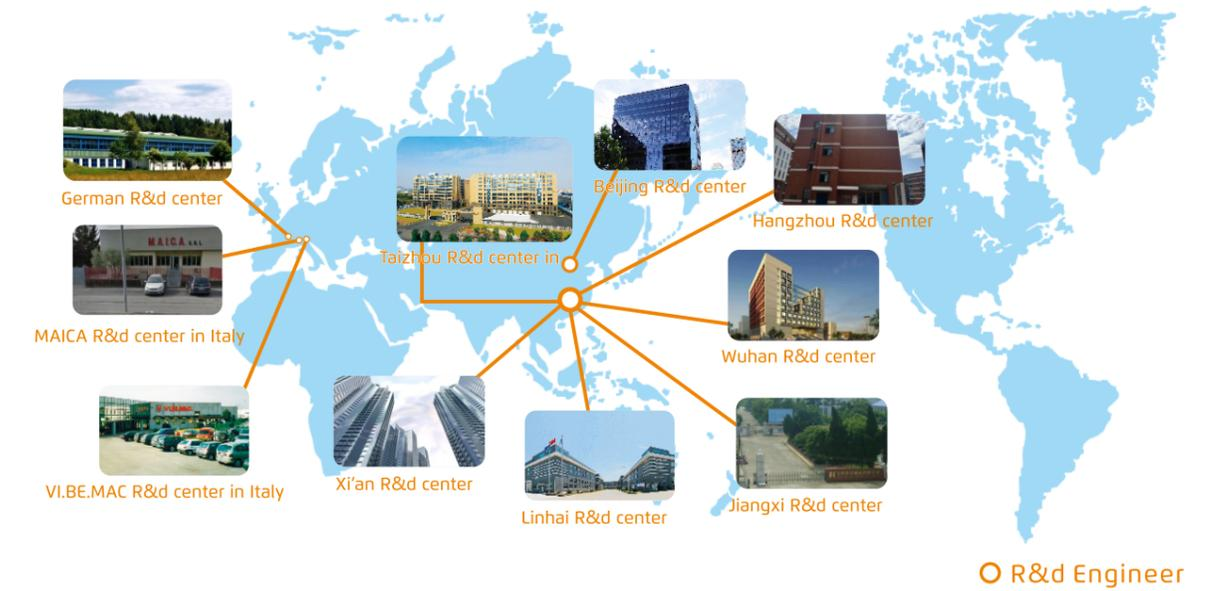 German R&d center
M.A.I.C.A. S.R.L
MAICA R&d center in Italy
VI.BE.MAC R&d center in Italy
Taizhou R&d center in
Beijing R&d center
Hangzhou R&d center
Wuhan R&d center
Xi’an R&d center
Linhai R&d center
Jiangxi R&d center
R&d Engineer